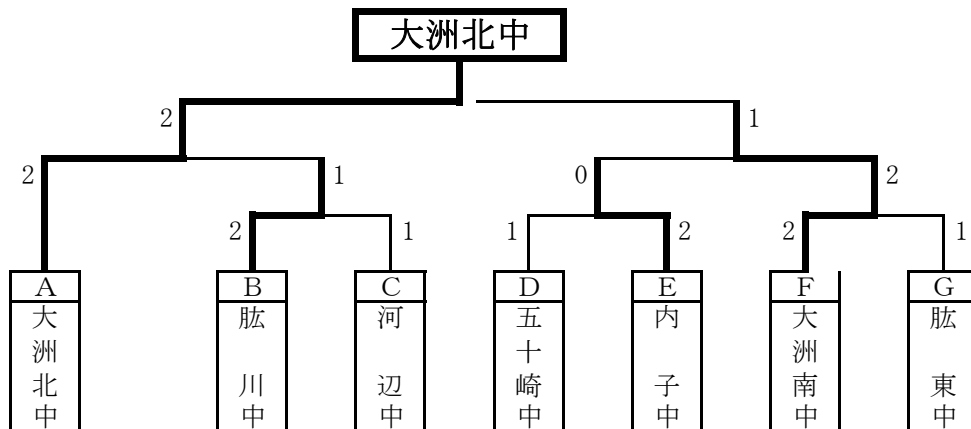 大洲北中
2 1
2 1 0 2
2 1 1 2 2 1
A B C D E F G
大洲北中
肱川中
河辺中
五十崎中
内子中
大洲南中
肱東中